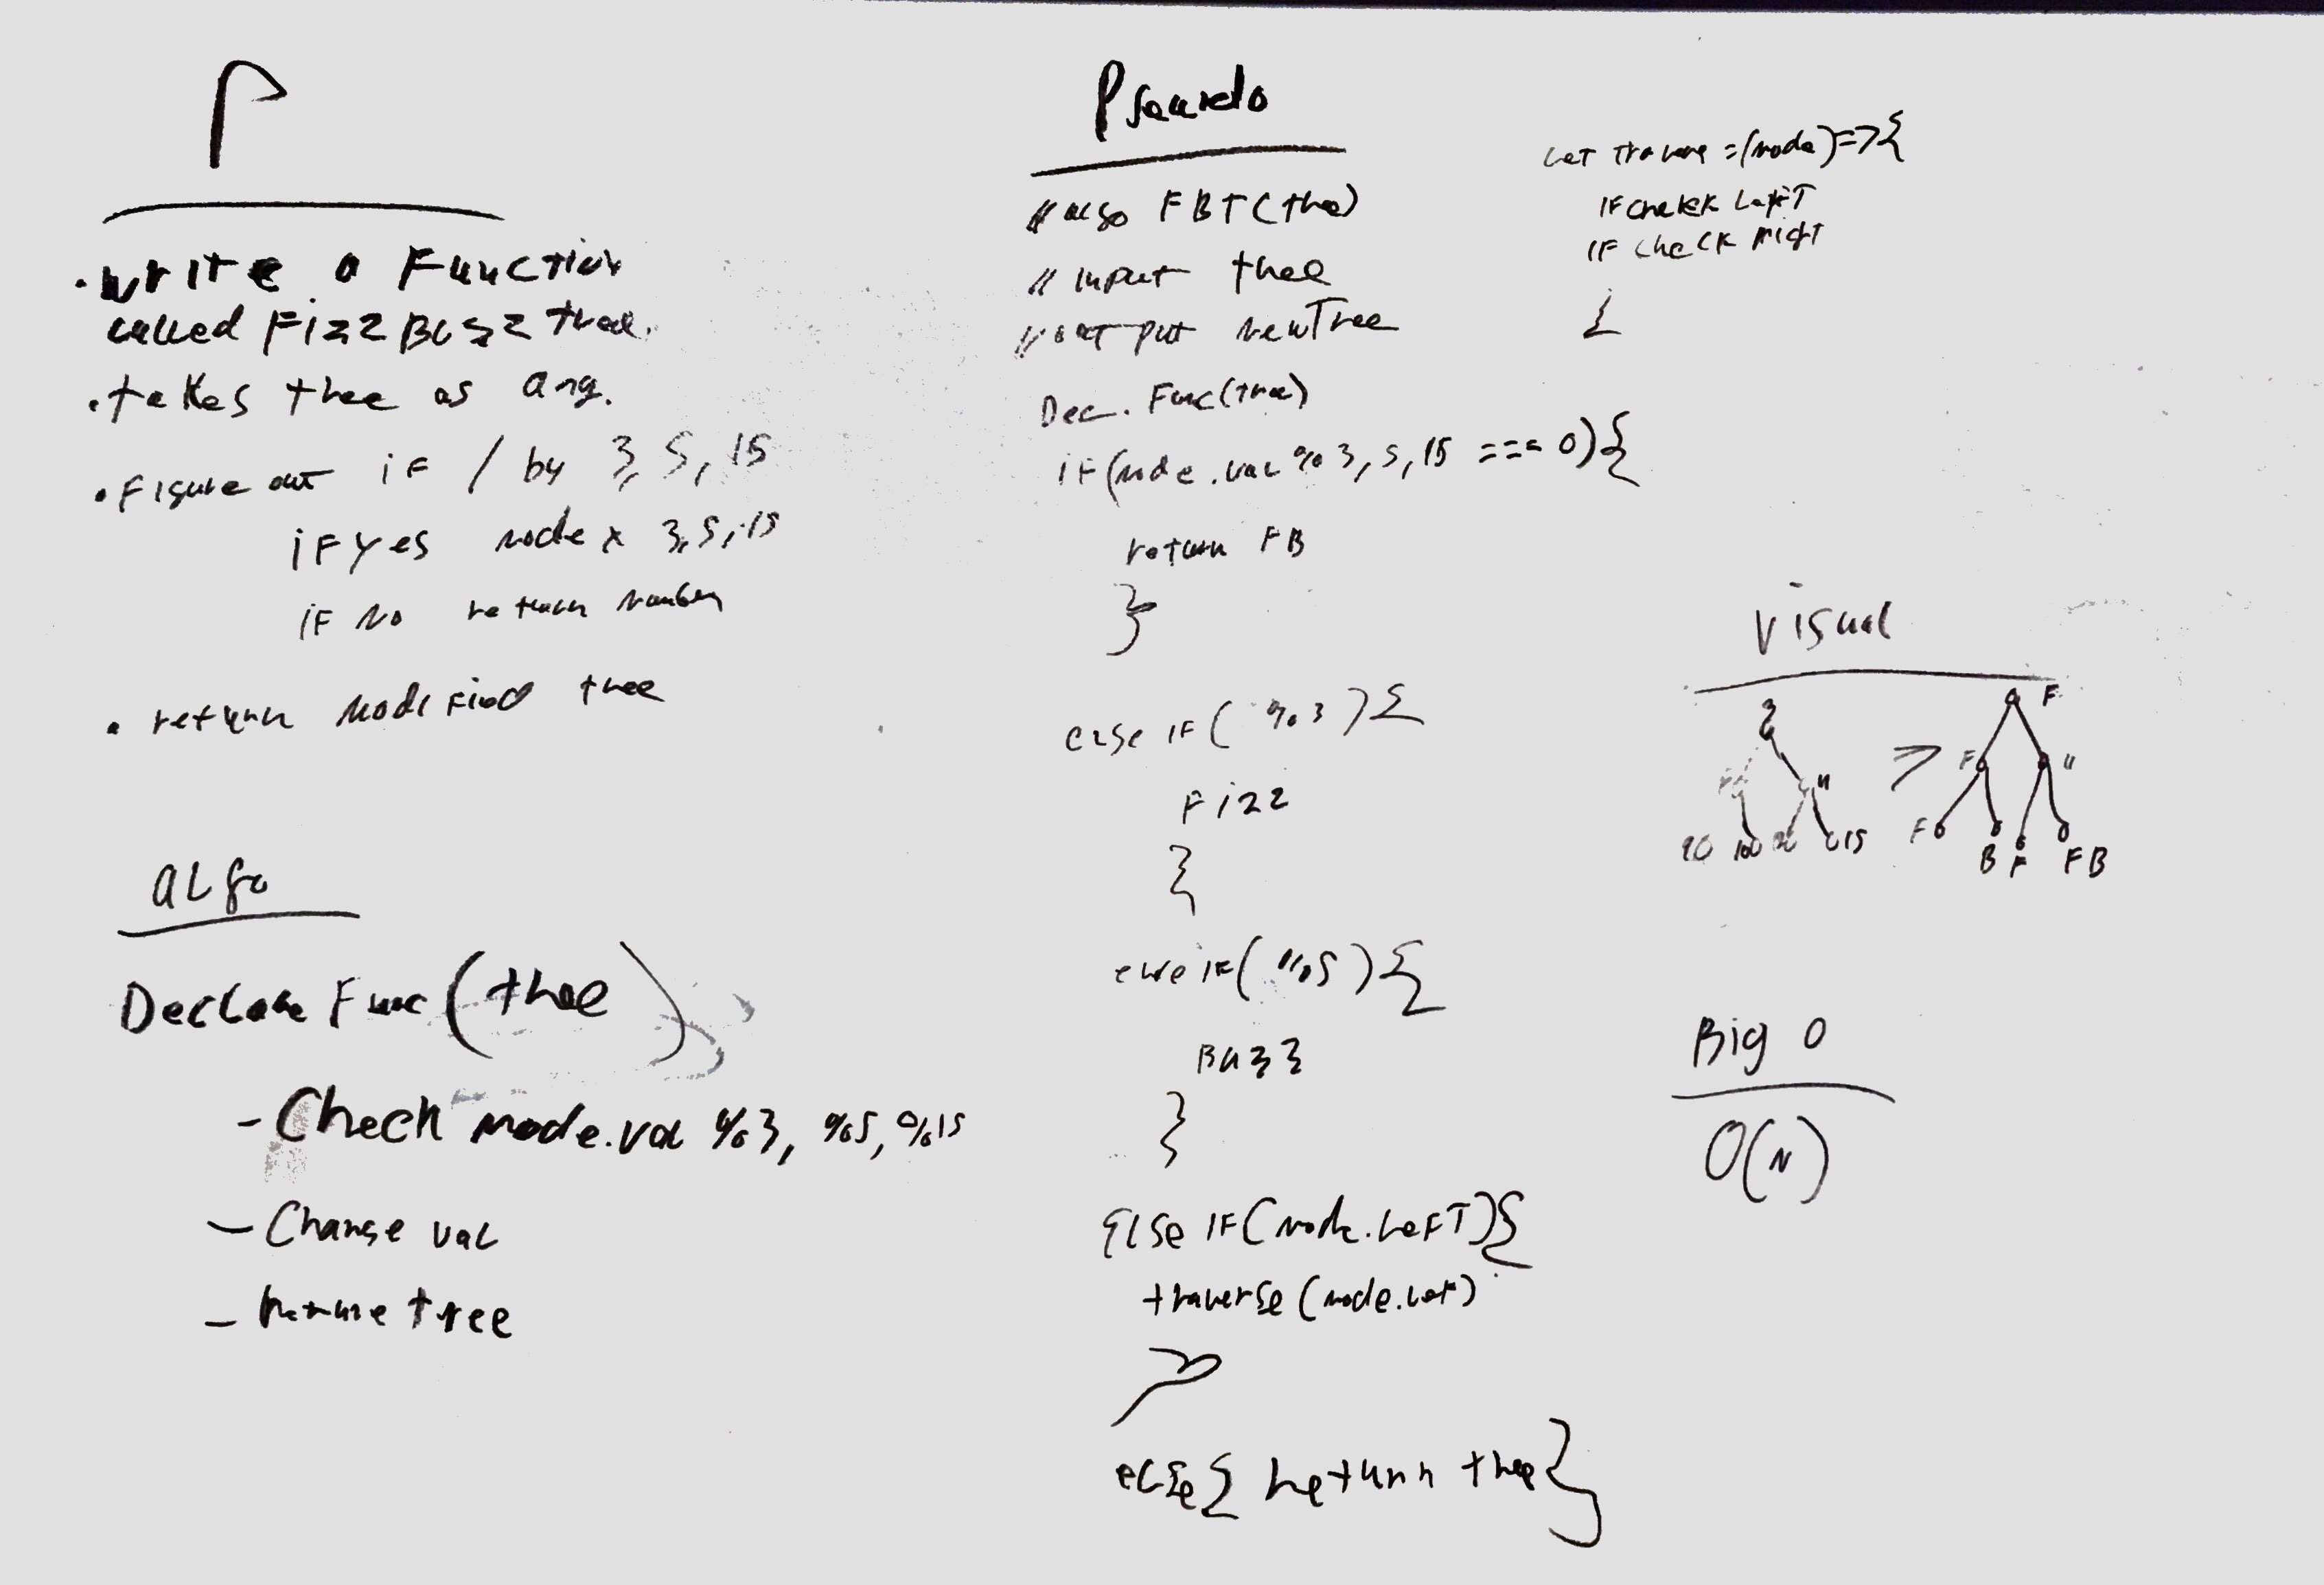 P
• write a Function
called FizzBuzz tree.
• takes tree as arg.
• Figure out if / by 3, 5, 15
if yes node x 3, 5, 15
if no return number
• return modified tree
algo
Declare Func (tree)
- Check node.val %3, %5, %15
- Change val
- tree
Pseudo
// algo FBT(tree)
// input tree
// output newTree
Dec. Func(tree)
if(node.val %3, 5, 15 === 0){
return FB
}
else if( %3 ){
Fizz
}
else if( %5 ){
Buzz
}
else if(node.left){
traverse(node.left)
}
else { return tree }
let traverse = (node) => {
if check left
if check right
}
Visual
3
11
90 100 15
>
F
F 11
F B F FB
Big O
O(N)